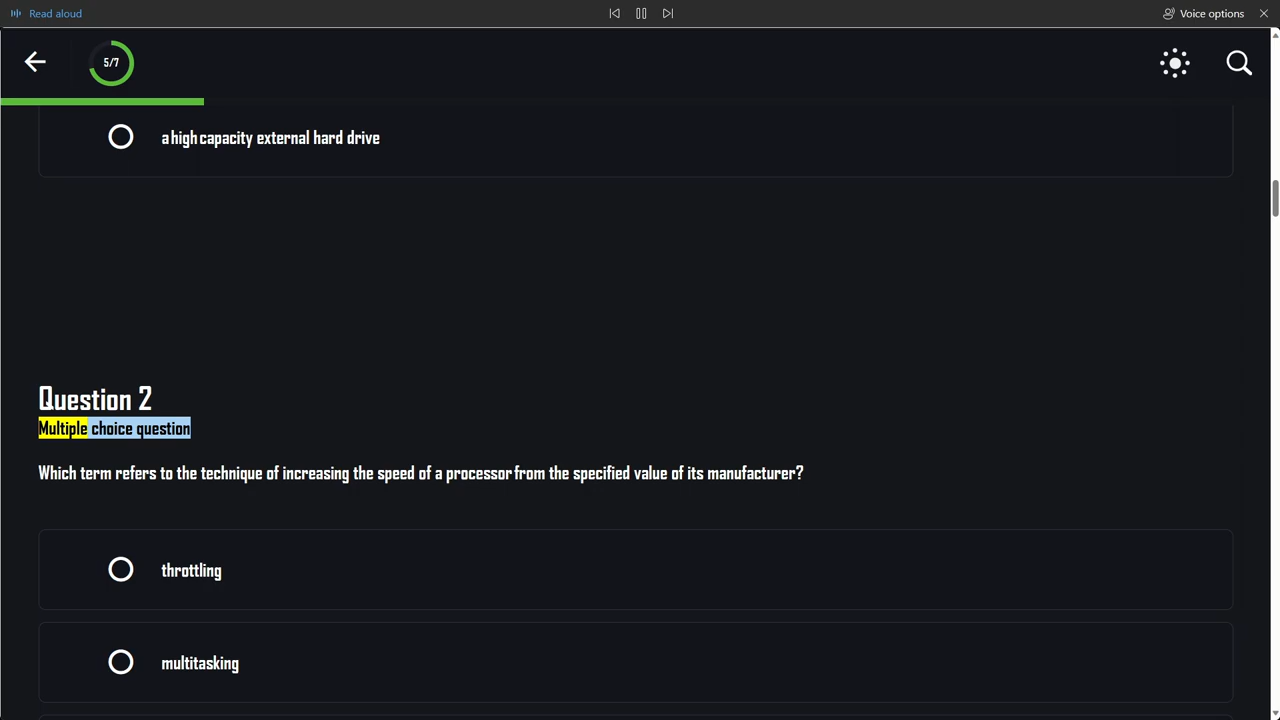 Read aloud
Voice options
5/7
a high capacity external hard drive
Question 2
Multiple choice question
Which term refers to the technique of increasing the speed of a processor from the specified value of its manufacturer?
throttling
multitasking